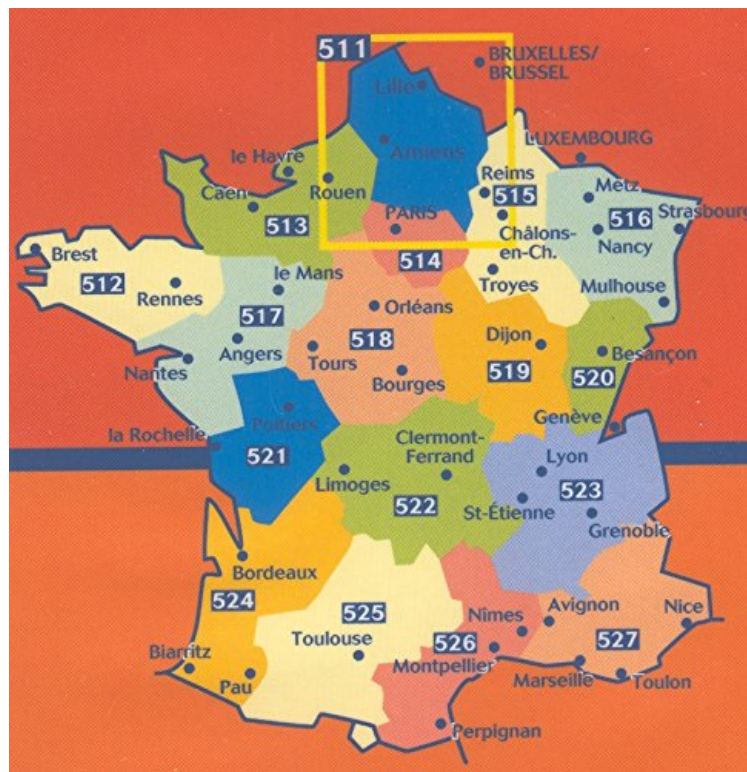 511
BRUXELLES/
BRUSSEL
Lille
LUXEMBOURG
Amiens
le Havre
Reims
Metz
Rouen
515
Caen
516
Strasbourg
513
PARIS
Châlons-
en-Ch.
Nancy
Brest
514
le Mans
Troyes
512
Rennes
Mulhouse
Orléans
517
518
Dijon
Angers
Tours
519
Besançon
Nantes
Bourges
520
Poitiers
Genève
la Rochelle
Clermont-
Ferrand
521
Lyon
Limoges
523
522
St-Étienne
Grenoble
Bordeaux
524
525
Nîmes
Avignon
Nice
Toulouse
526
527
Biarritz
Montpellier
Marseille
Toulon
Pau
Perpignan